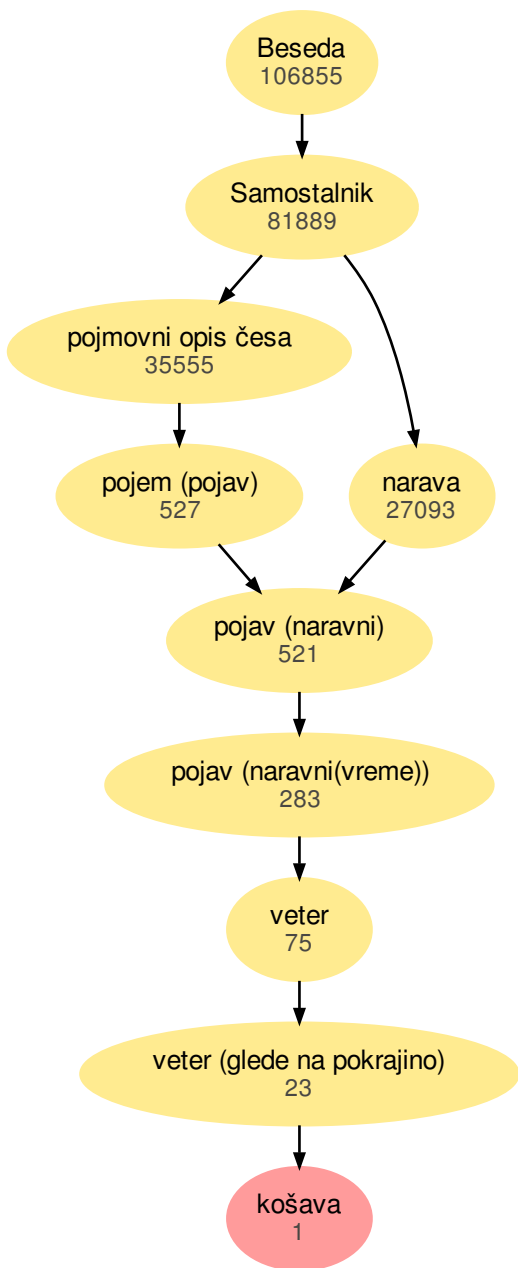 Beseda
106855
Samostalnik
81889
pojmovni opis česa
35555
pojem (pojav)
527
narava
27093
pojav (naravni)
521
pojav (naravni(vreme))
283
veter
75
veter (glede na pokrajino)
23
košava
1